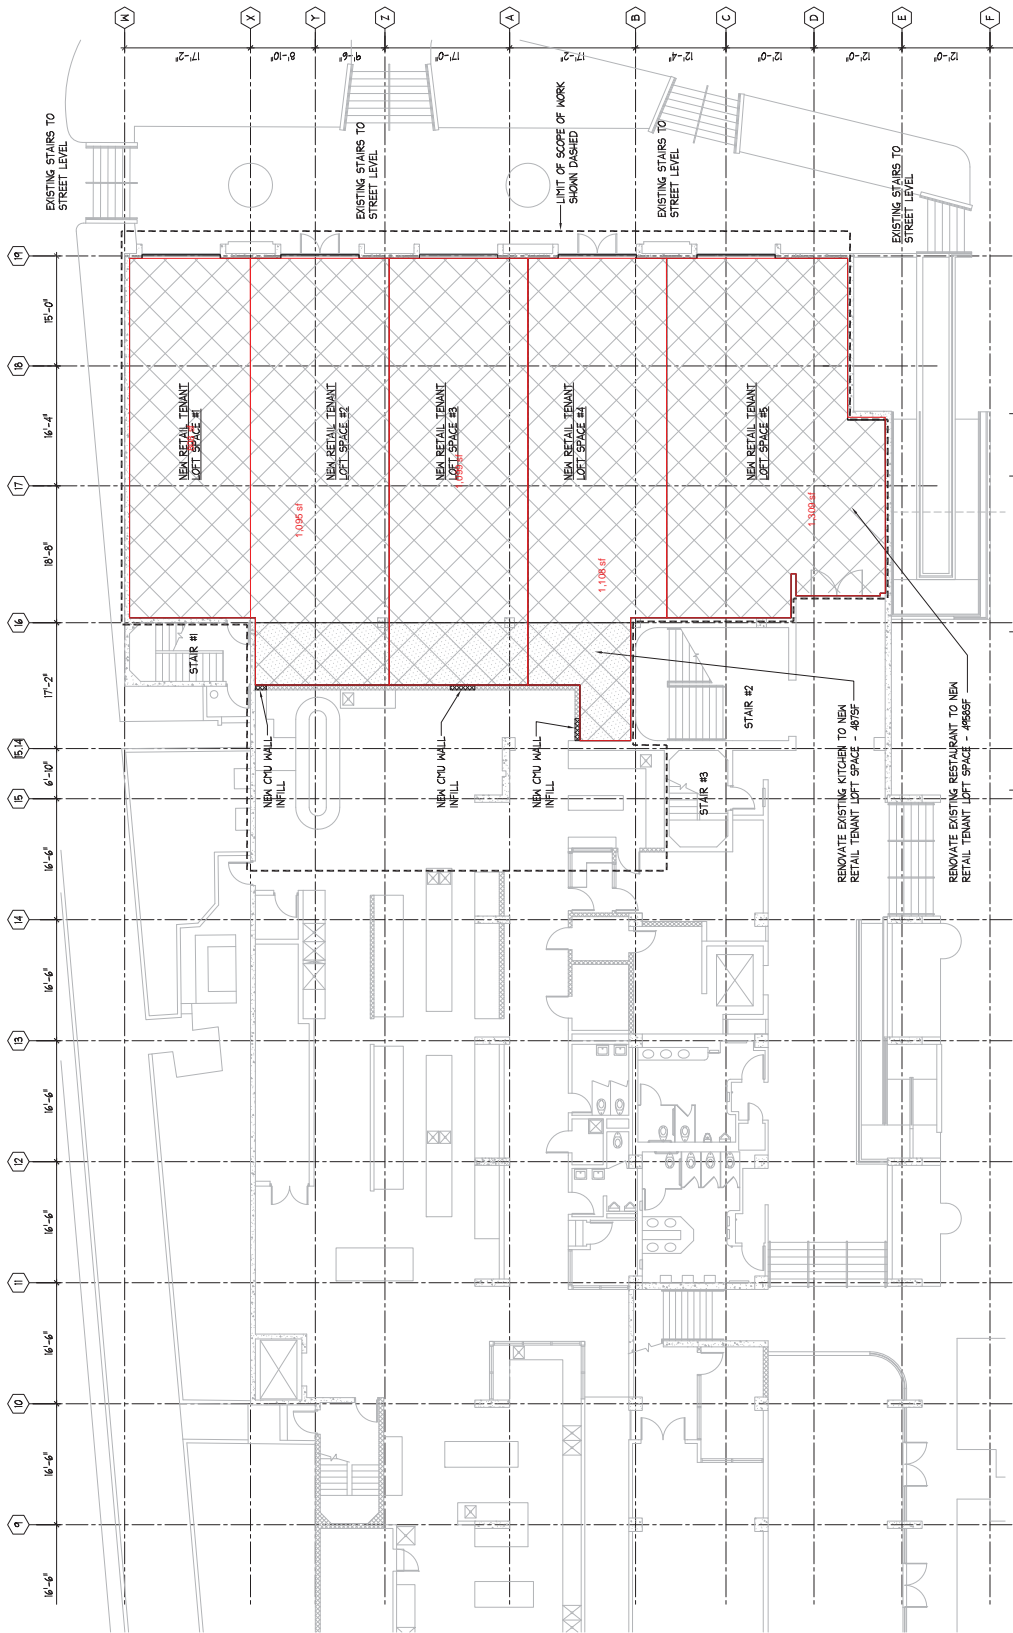 W
X
Y
Z
A
B
C
D
E
F
17'-2"
8'-10"
9'-6"
17'-0"
17'-2"
12'-4"
12'-0"
12'-0"
12'-0"
EXISTING STAIRS TO
STREET LEVEL
EXISTING STAIRS TO
STREET LEVEL
LIMIT OF SCOPE OF WORK
SHOWN DASHED
EXISTING STAIRS TO
STREET LEVEL
EXISTING STAIRS TO
STREET LEVEL
19
15'-0"
18
16'-4"
17
18'-8"
16
17'-2"
15.14
6'-10"
15
16'-6"
14
16'-6"
13
16'-6"
12
16'-6"
11
16'-6"
10
16'-6"
9
16'-6"
NEW RETAIL TENANT
LOFT SPACE #1
NEW RETAIL TENANT
LOFT SPACE #2
NEW RETAIL TENANT
LOFT SPACE #3
NEW RETAIL TENANT
LOFT SPACE #4
NEW RETAIL TENANT
LOFT SPACE #5
1,095 sf
1,108 sf
1,309 sf
STAIR #1
STAIR #2
STAIR #3
NEW CMU WALL
INFILL
NEW CMU WALL
INFILL
NEW CMU WALL
INFILL
RENOVATE EXISTING KITCHEN TO NEW
RETAIL TENANT LOFT SPACE - 487SF
RENOVATE EXISTING RESTAURANT TO NEW
RETAIL TENANT LOFT SPACE - 4958SF